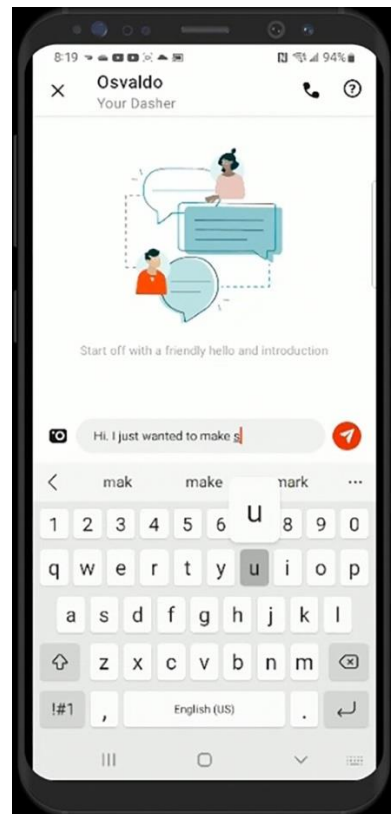 8:19
94%
Osvaldo
Your Dasher
Start off with a friendly hello and introduction
Hi. I just wanted to make s
mak make mark
u
1 2 3 4 5 6 8 9 0
q w e r t y u i o p
a s d f g h j k l
z x c v b n m
!#1 , English (US) .